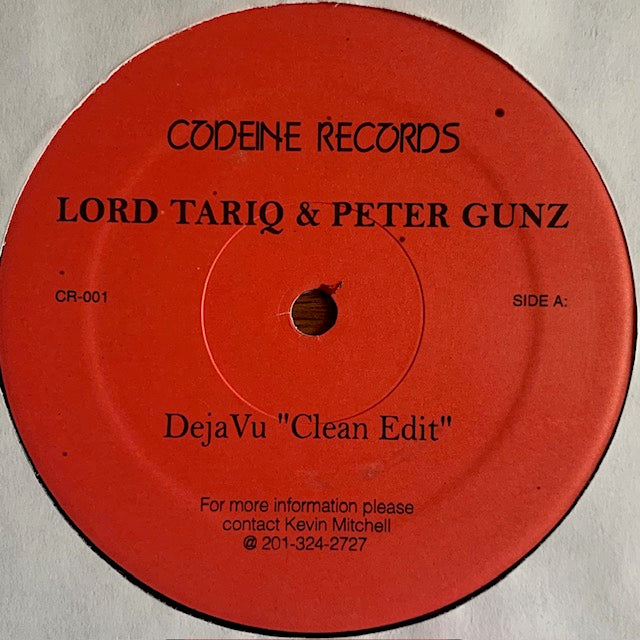 CODEINE RECORDS
LORD TARIQ & PETER GUNZ
CR-001
SIDE A:
DejaVu "Clean Edit"
For more information please
contact Kevin Mitchell
@ 201-324-2727